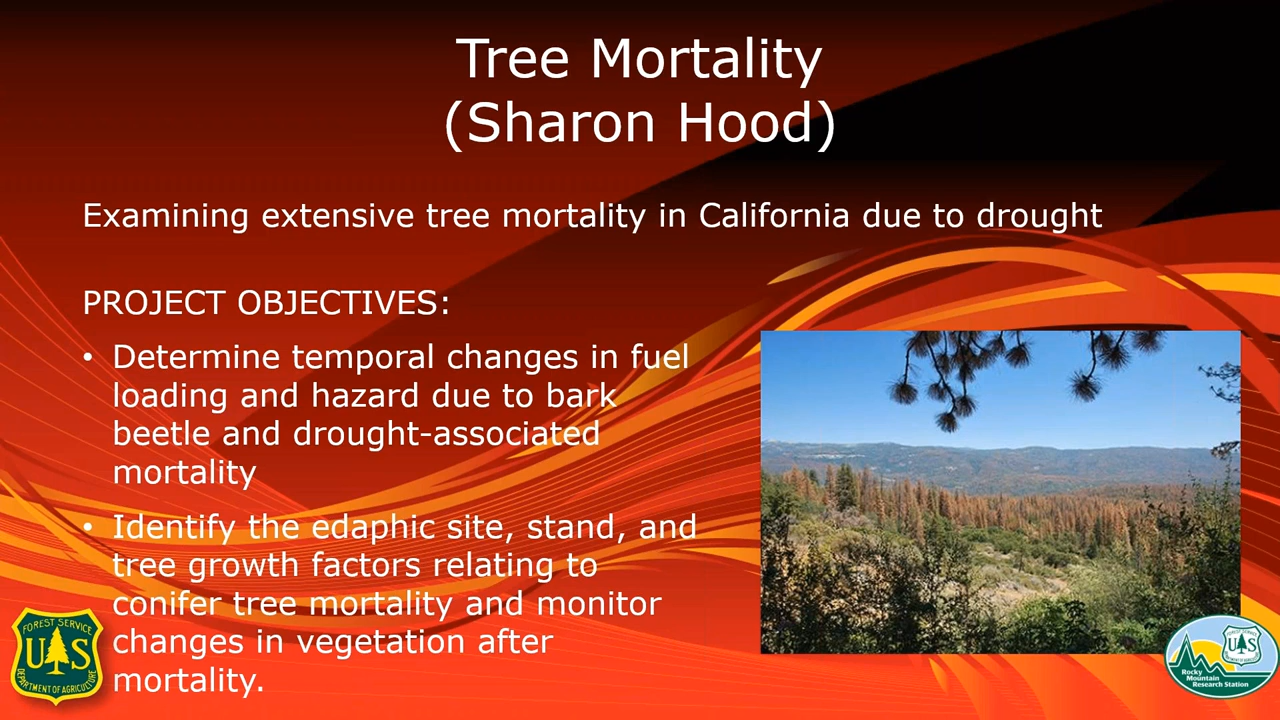 Tree Mortality
(Sharon Hood)
Examining extensive tree mortality in California due to drought
PROJECT OBJECTIVES:
• Determine temporal changes in fuel
loading and hazard due to bark
beetle and drought-associated
mortality
• Identify the edaphic site, stand, and
tree growth factors relating to
conifer tree mortality and monitor
changes in vegetation after
mortality.
FOREST SERVICE
U S
DEPARTMENT OF AGRICULTURE
FOREST SERVICE
U S
Rocky
Mountain
Research Station